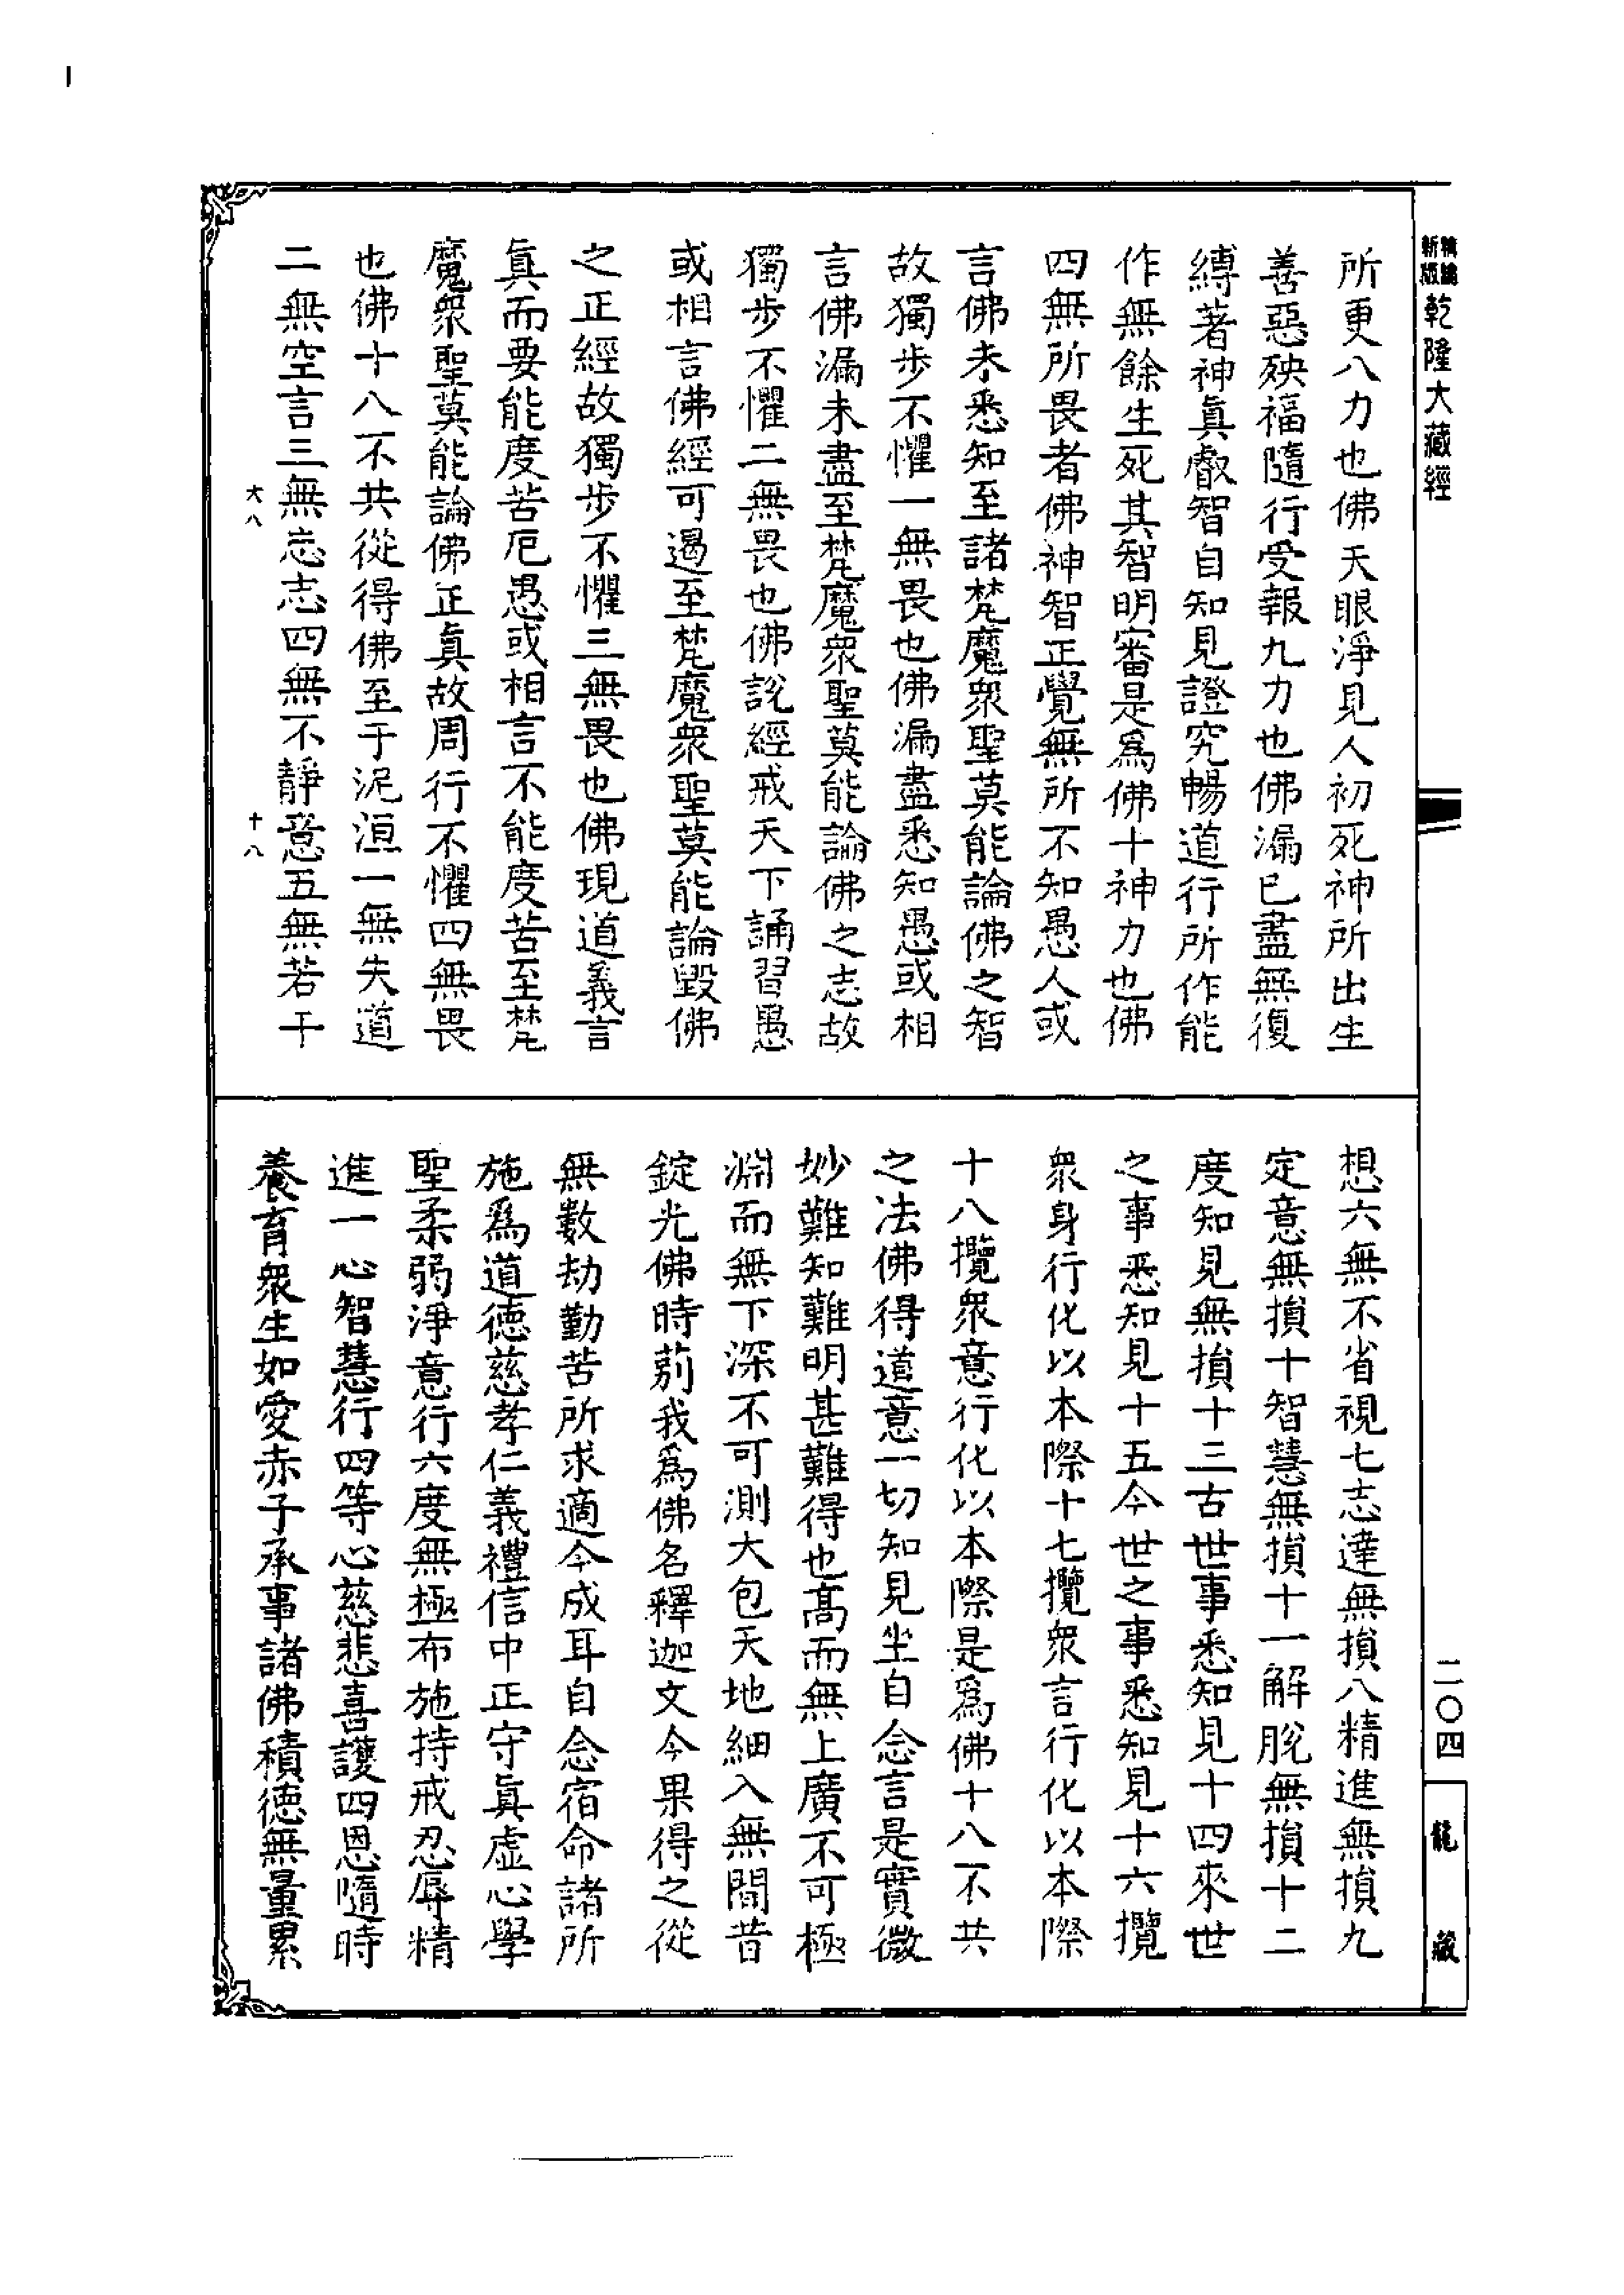 新版
精編
乾隆大藏經
所更八力也佛天眼淨見人初死神所出生
善惡殃福隨行受報九力也佛漏已盡無復
縛著神眞叡智自知見證究暢道行所作能
作無餘生死其智明審是爲佛十神力也佛
四無所畏者佛神智正覺無所不知愚人或
言佛未悉知至諸梵魔衆聖莫能論佛之智
故獨步不懼一無畏也佛漏盡悉知愚或相
言佛漏未盡至梵魔衆聖莫能論佛之志故
獨步不懼二無畏也佛說經戒天下誦習愚
或相言佛經可遏至梵魔衆聖莫能論毀佛
之正經故獨步不懼三無畏也佛現道義言
眞而要能度苦厄愚或相言不能度苦至梵
魔衆聖莫能論佛正眞故周行不懼四無畏
也佛十八不共從得佛至于泥洹一無失道
二無空言三無忘志四無不靜意五無若干
大八
十八
想六無不省視七志達無損八精進無損九
定意無損十智慧無損十一解脫無損十二
度知見無損十三古世事悉知見十四來世
之事悉知見十五今世之事悉知見十六攬
衆身行化以本際十七攬衆言行化以本際
十八攬衆意行化以本際是爲佛十八不共
之法佛得道意一切知見坐自念言是實微
妙難知難明甚難得也高而無上廣不可極
淵而無下深不可測大包天地細入無間昔
錠光佛時莂我爲佛名釋迦文今果得之從
無數劫勤苦所求適今成耳自念宿命諸所
施爲道德慈孝仁義禮信中正守眞虛心學
聖柔弱淨意行六度無極布施持戒忍辱精
進一心智慧行四等心慈悲喜護四恩隨時
養育衆生如愛赤子承事諸佛積德無量累
二〇四
龍藏